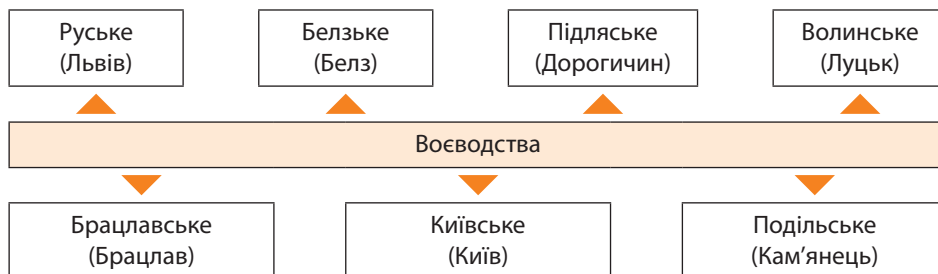 Руське
(Львів)
Белзьке
(Белз)
Підляське
(Дорогичин)
Волинське
(Луцьк)
Воєводства
Брацлавське
(Брацлав)
Київське
(Київ)
Подільське
(Кам’янець)